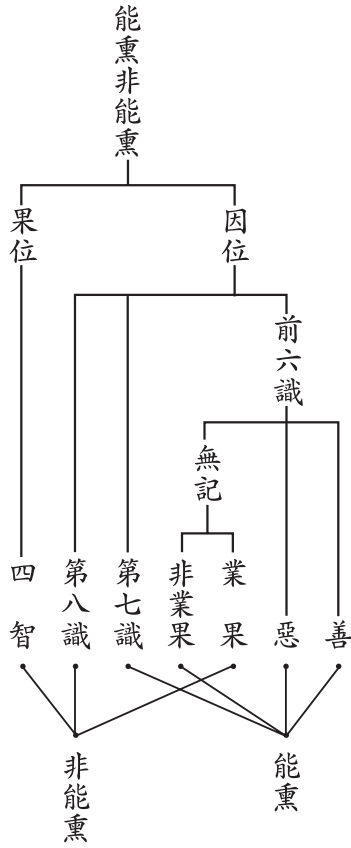 能熏非能熏
因位
果位
前六識
無記
善
惡
業果
非業果
第七識
第八識
四智
能熏
非能熏